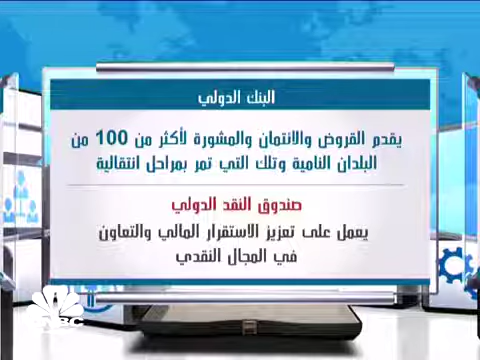 البنك الدولي
يقدم القروض والائتمان والمشورة لأكثر من 100 من
البلدان النامية وتلك التي تمر بمراحل انتقالية
صندوق النقد الدولي
يعمل على تعزيز الاستقرار المالي والتعاون
في المجال النقدي
CNBC